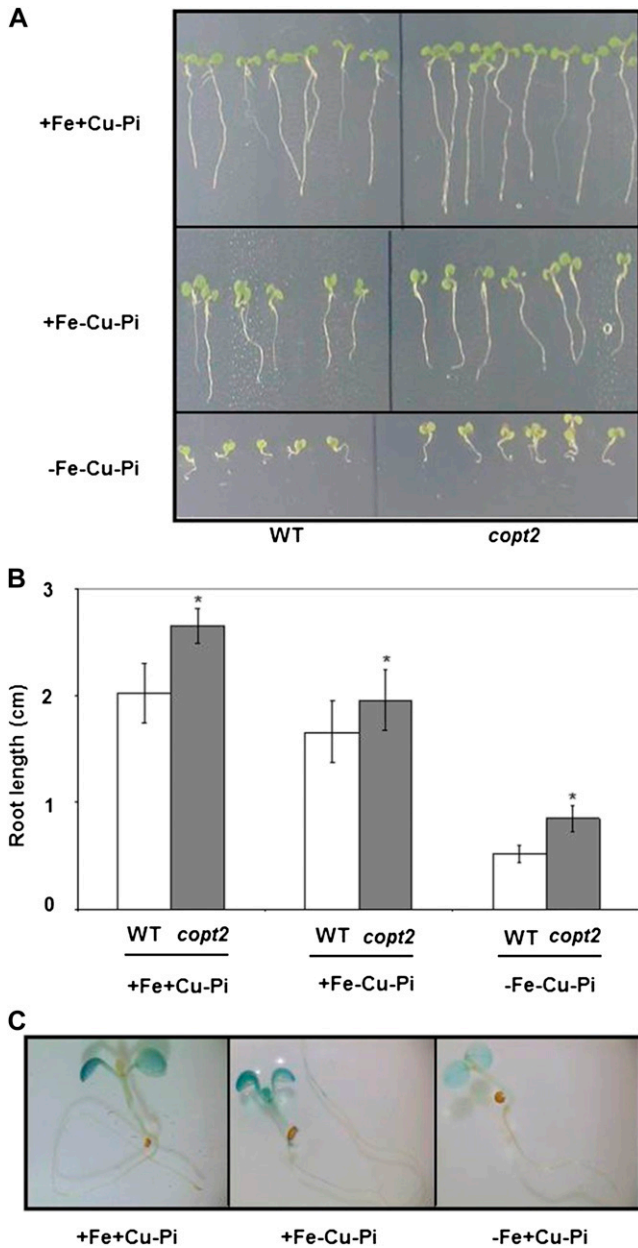 A
+Fe+Cu-Pi
+Fe-Cu-Pi
-Fe-Cu-Pi
WT copt2
B
Root length (cm)
3
2
1
0
* * *
WT copt2 WT copt2 WT copt2
+Fe+Cu-Pi +Fe-Cu-Pi -Fe-Cu-Pi
C
+Fe+Cu-Pi +Fe-Cu-Pi -Fe+Cu-Pi